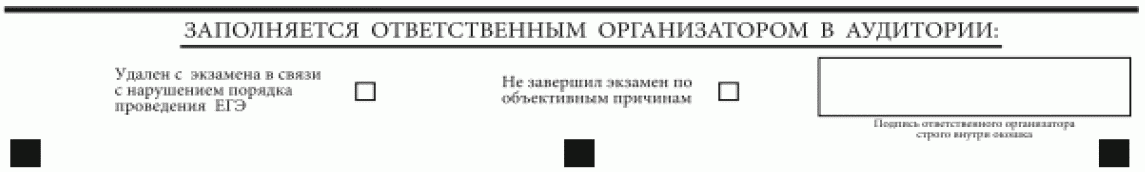 ЗАПОЛНЯЕТСЯ ОТВЕТСТВЕННЫМ ОРГАНИЗАТОРОМ В АУДИТОРИИ:
Удален с экзамена в связи
с нарушением порядка
проведения ЕГЭ
Не завершил экзамен по
объективным причинам
Подпись ответственного организатора
строго внутри окошка